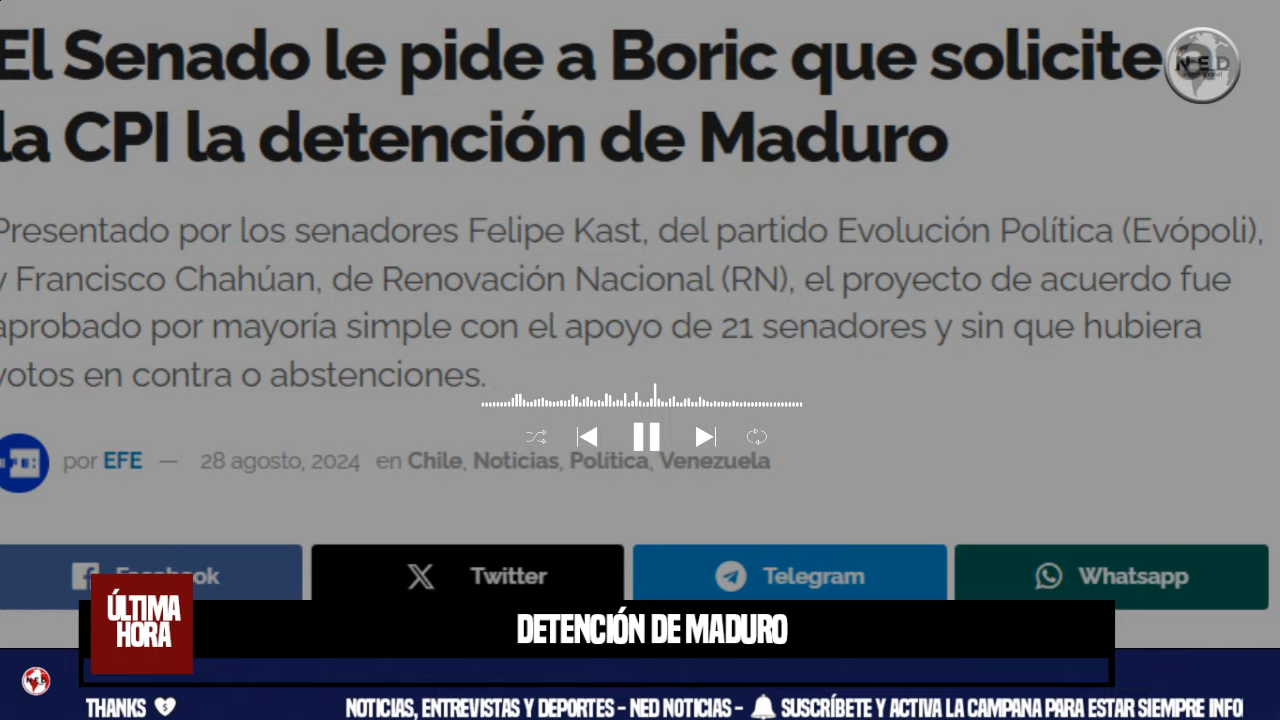 El Senado le pide a Boric que solicite
la CPI la detención de Maduro
Presentado por los senadores Felipe Kast, del partido Evolución Política (Evópoli),
y Francisco Chahúan, de Renovación Nacional (RN), el proyecto de acuerdo fue
aprobado por mayoría simple con el apoyo de 21 senadores y sin que hubiera
votos en contra o abstenciones.
por EFE — 28 agosto, 2024 en Chile, Noticias, Política, Venezuela
Facebook Twitter Telegram Whatsapp
ÚLTIMA
HORA
DETENCIÓN DE MADURO
THANKS NOTICIAS, ENTREVISTAS Y DEPORTES - NED NOTICIAS - SUSCRÍBETE Y ACTIVA LA CAMPANA PARA ESTAR SIEMPRE INFO